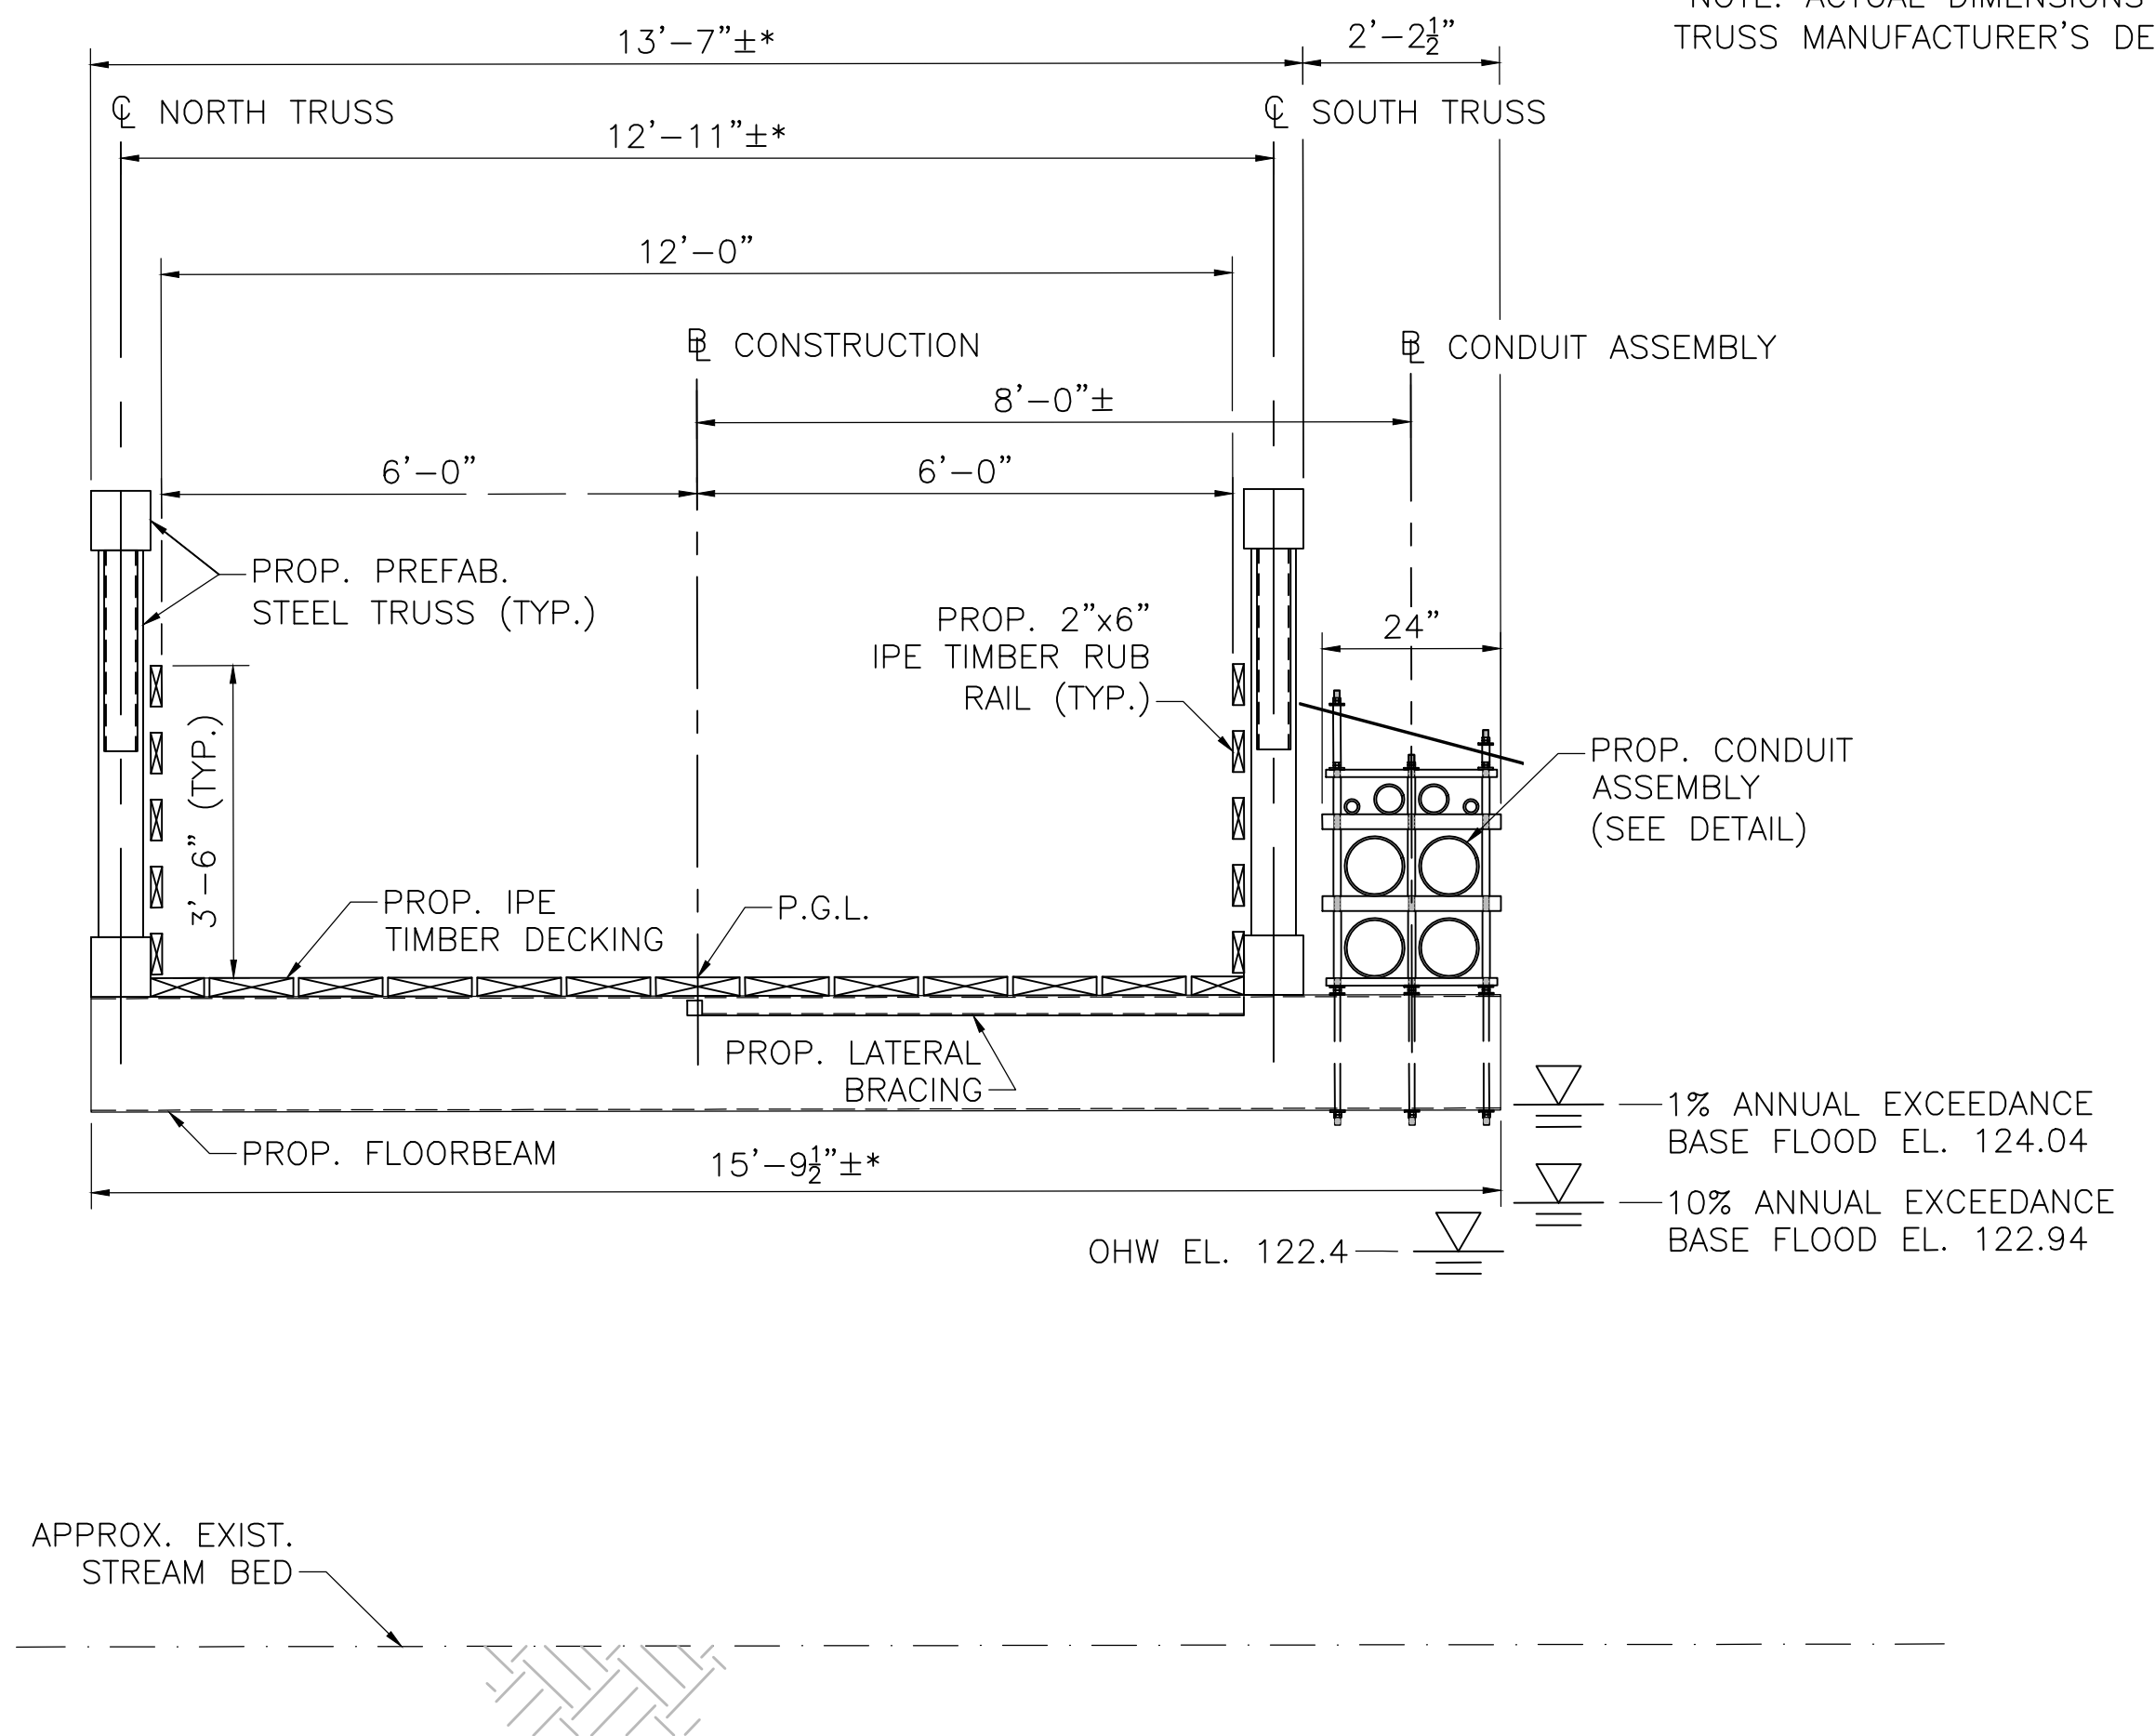 NOTE: ACTUAL DIMENSIONS
TRUSS MANUFACTURER'S DE
13'-7"±*
2'-2½"
℄ NORTH TRUSS
℄ SOUTH TRUSS
12'-11"±*
12'-0"
BL CONSTRUCTION
BL CONDUIT ASSEMBLY
8'-0"±
6'-0"
6'-0"
PROP. PREFAB.
STEEL TRUSS (TYP.)
PROP. 2"x6"
IPE TIMBER RUB
RAIL (TYP.)
24"
3'-6" (TYP.)
PROP. CONDUIT
ASSEMBLY
(SEE DETAIL)
PROP. IPE
TIMBER DECKING
P.G.L.
PROP. LATERAL
BRACING
PROP. FLOORBEAM
15'-9½"±*
1% ANNUAL EXCEEDANCE
BASE FLOOD EL. 124.04
10% ANNUAL EXCEEDANCE
BASE FLOOD EL. 122.94
OHW EL. 122.4
APPROX. EXIST.
STREAM BED